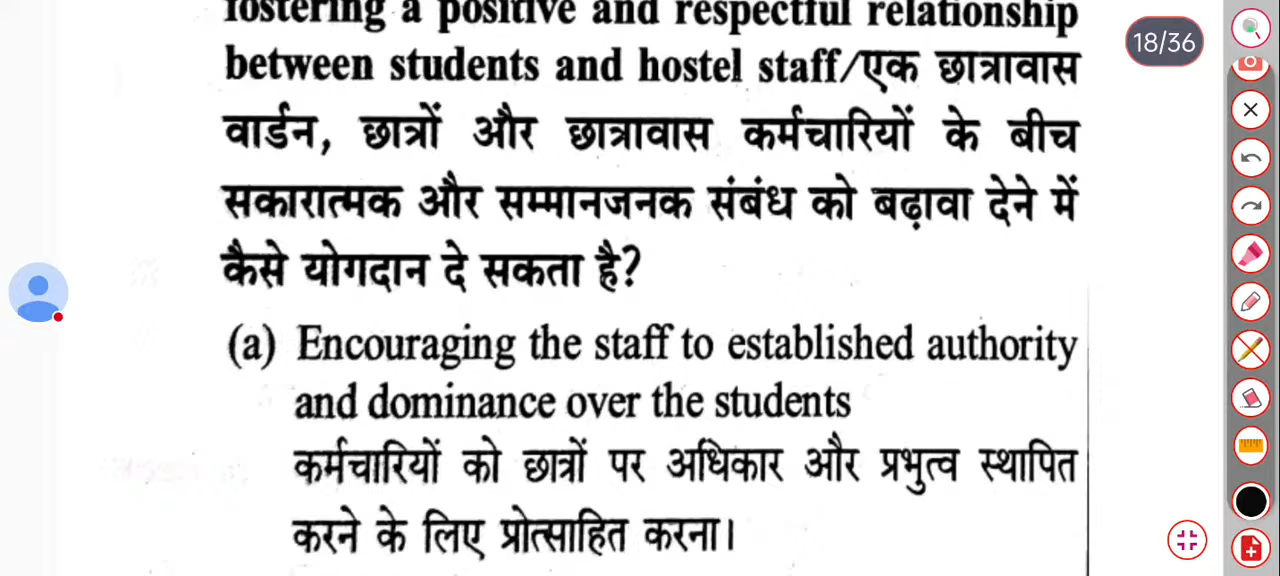 fostering a positive and respectful relationship
between students and hostel staff/एक छात्रावास
वार्डन, छात्रों और छात्रावास कर्मचारियों के बीच
सकारात्मक और सम्मानजनक संबंध को बढ़ावा देने में
कैसे योगदान दे सकता है?
(a) Encouraging the staff to established authority
and dominance over the students
कर्मचारियों को छात्रों पर अधिकार और प्रभुत्व स्थापित
करने के लिए प्रोत्साहित करना।
18/36